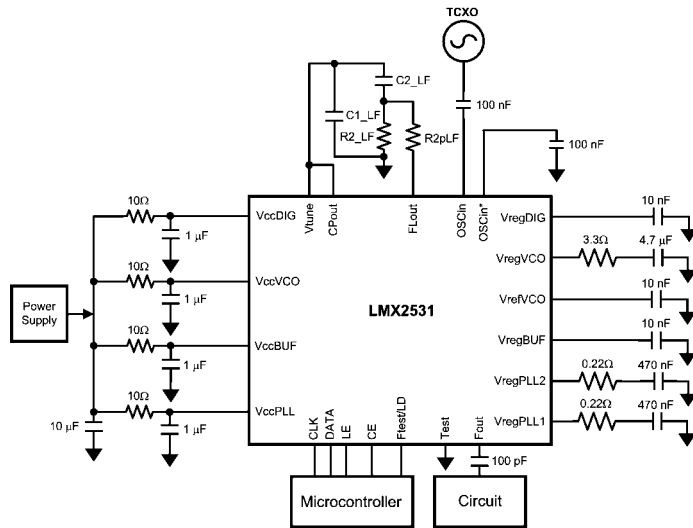 TCXO
C2_LF
100 nF
C1_LF
R2_LF
R2pLF
100 nF
10Ω
VccDIG
Vtune
CPout
FLout
OSCin
OSCin*
VregDIG
10 nF
1 µF
3.3Ω
4.7 µF
VregVCO
10Ω
VccVCO
10 nF
VrefVCO
1 µF
Power
Supply
LMX2531
10Ω
VccBUF
10 nF
VregBUF
1 µF
0.22Ω
470 nF
VregPLL2
10Ω
VccPLL
0.22Ω
470 nF
VregPLL1
10 µF
1 µF
CLK
DATA
LE
CE
Ftest/LD
Test
Fout
100 pF
Microcontroller
Circuit